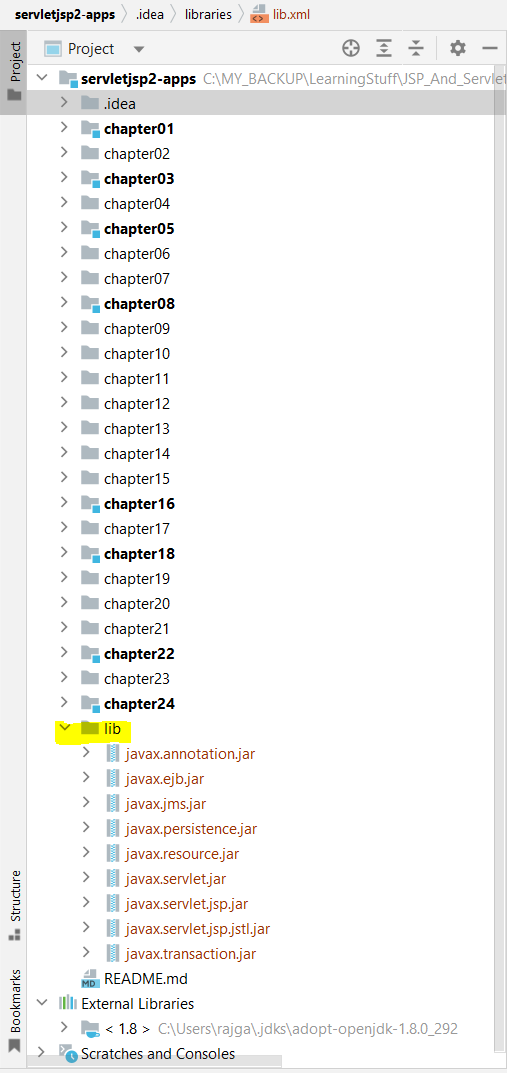 servletjsp2-apps .idea libraries lib.xml
Project
Project
servletjsp2-apps C:\MY_BACKUP\LearningStuff\JSP_And_Servlet
.idea
chapter01
chapter02
chapter03
chapter04
chapter05
chapter06
chapter07
chapter08
chapter09
chapter10
chapter11
chapter12
chapter13
chapter14
chapter15
chapter16
chapter17
chapter18
chapter19
chapter20
chapter21
chapter22
chapter23
chapter24
lib
javax.annotation.jar
javax.ejb.jar
javax.jms.jar
javax.persistence.jar
javax.resource.jar
javax.servlet.jar
javax.servlet.jsp.jar
javax.servlet.jsp.jstl.jar
javax.transaction.jar
Structure
MD README.md
Bookmarks
External Libraries
< 1.8 > C:\Users\rajga\.jdks\adopt-openjdk-1.8.0_292
Scratches and Consoles